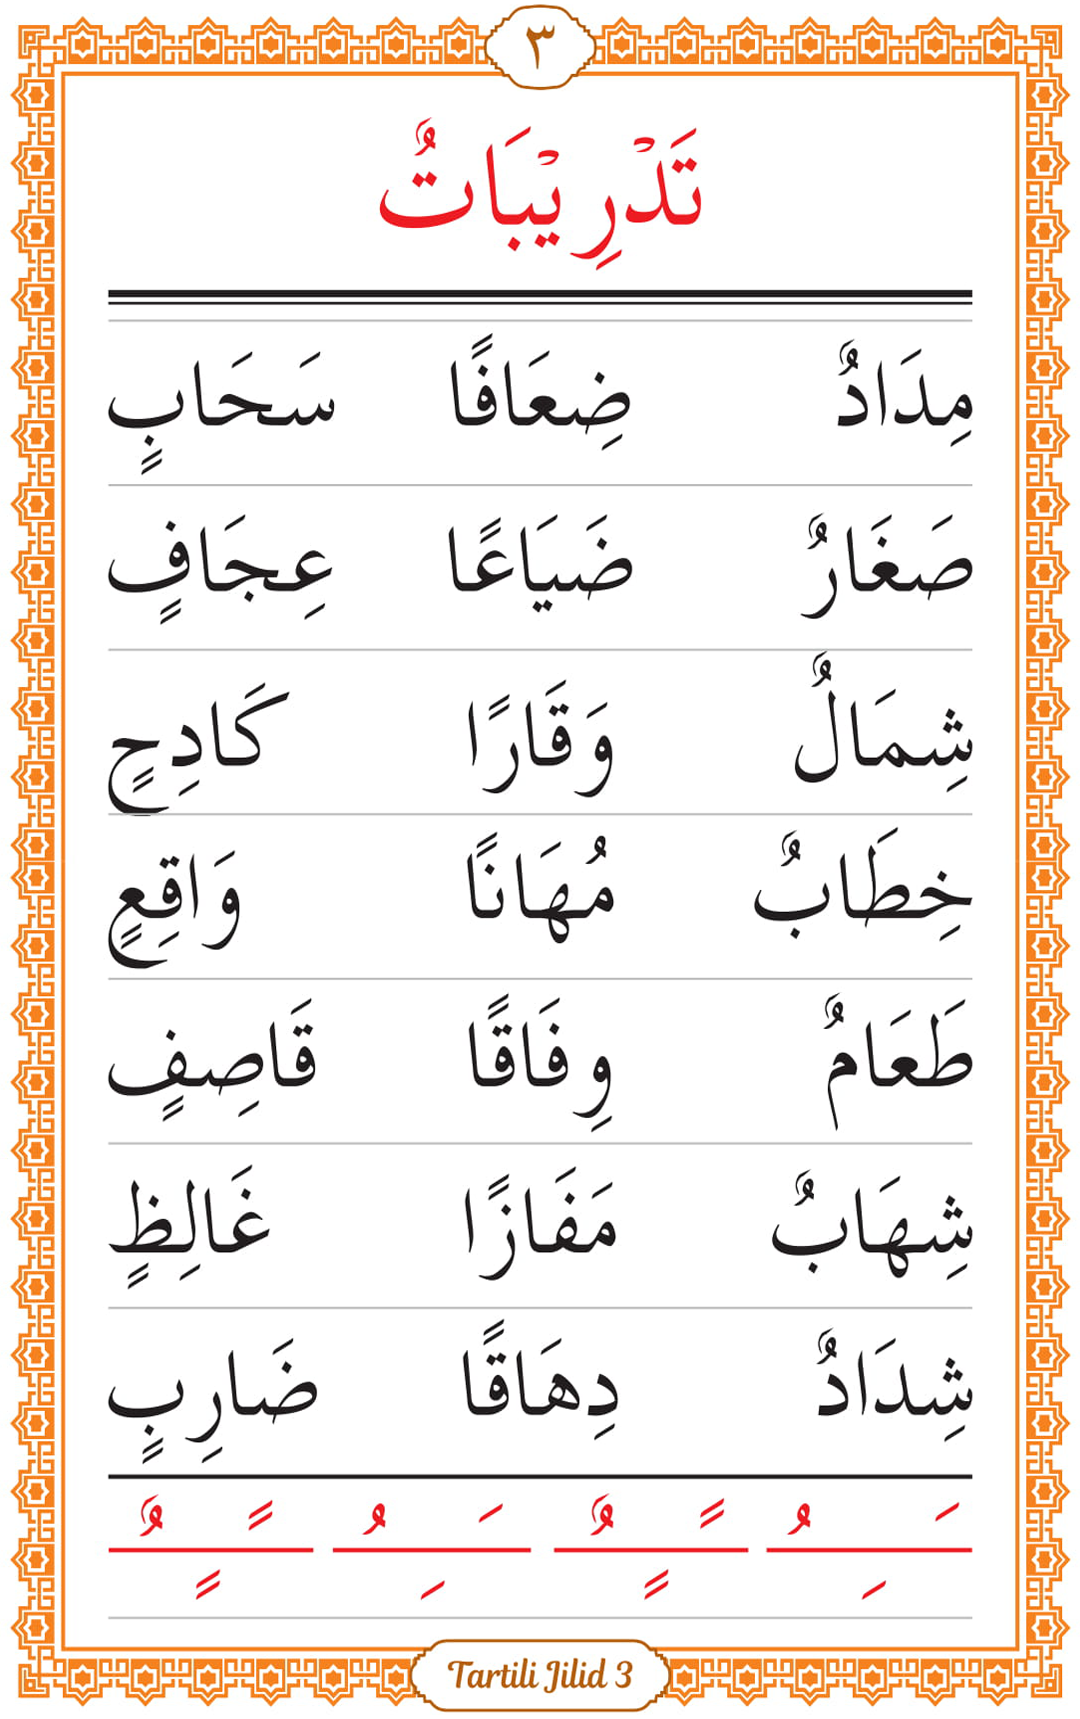 ٣
تَدْرِيْبَاتٌ
مِدَادٌ ضِعَافًا سَحَابٍ
صَغَارٌ ضَيَاعًا عِجَافٍ
شِمَالٌ وَقَارًا كَادِحٍ
خِطَابٌ مُهَانًا وَاقِعٍ
طَعَامٌ وِفَاقًا قَاصِفٍ
شِهَابٌ مَفَازًا غَالِظٍ
شِدَادٌ دِهَاقًا ضَارِبٍ
ـَ ـِ ـُ ـً ـٍ ـٌ ـَ ـِ ـُ ـً ـٍ ـٌ
Tartili Jilid 3